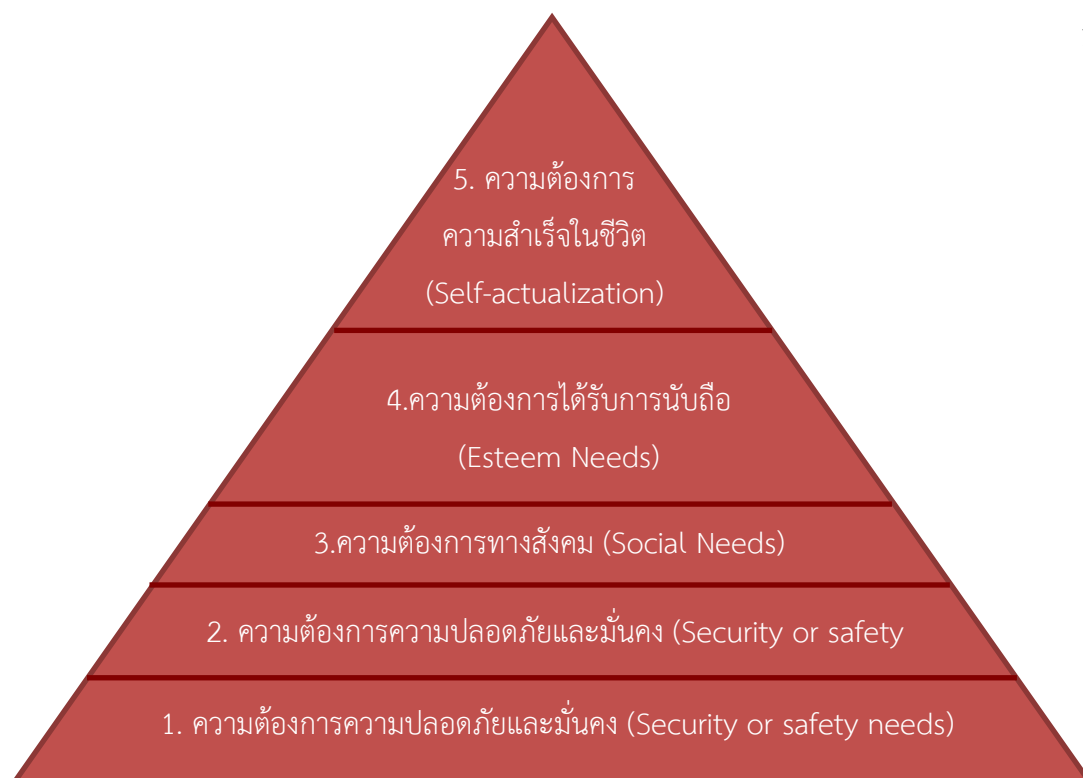 5. ความต้องการ
ความสำเร็จในชีวิต
(Self-actualization)
4.ความต้องการได้รับการนับถือ
(Esteem Needs)
3.ความต้องการทางสังคม (Social Needs)
2. ความต้องการความปลอดภัยและมั่นคง (Security or safety
1. ความต้องการความปลอดภัยและมั่นคง (Security or safety needs)